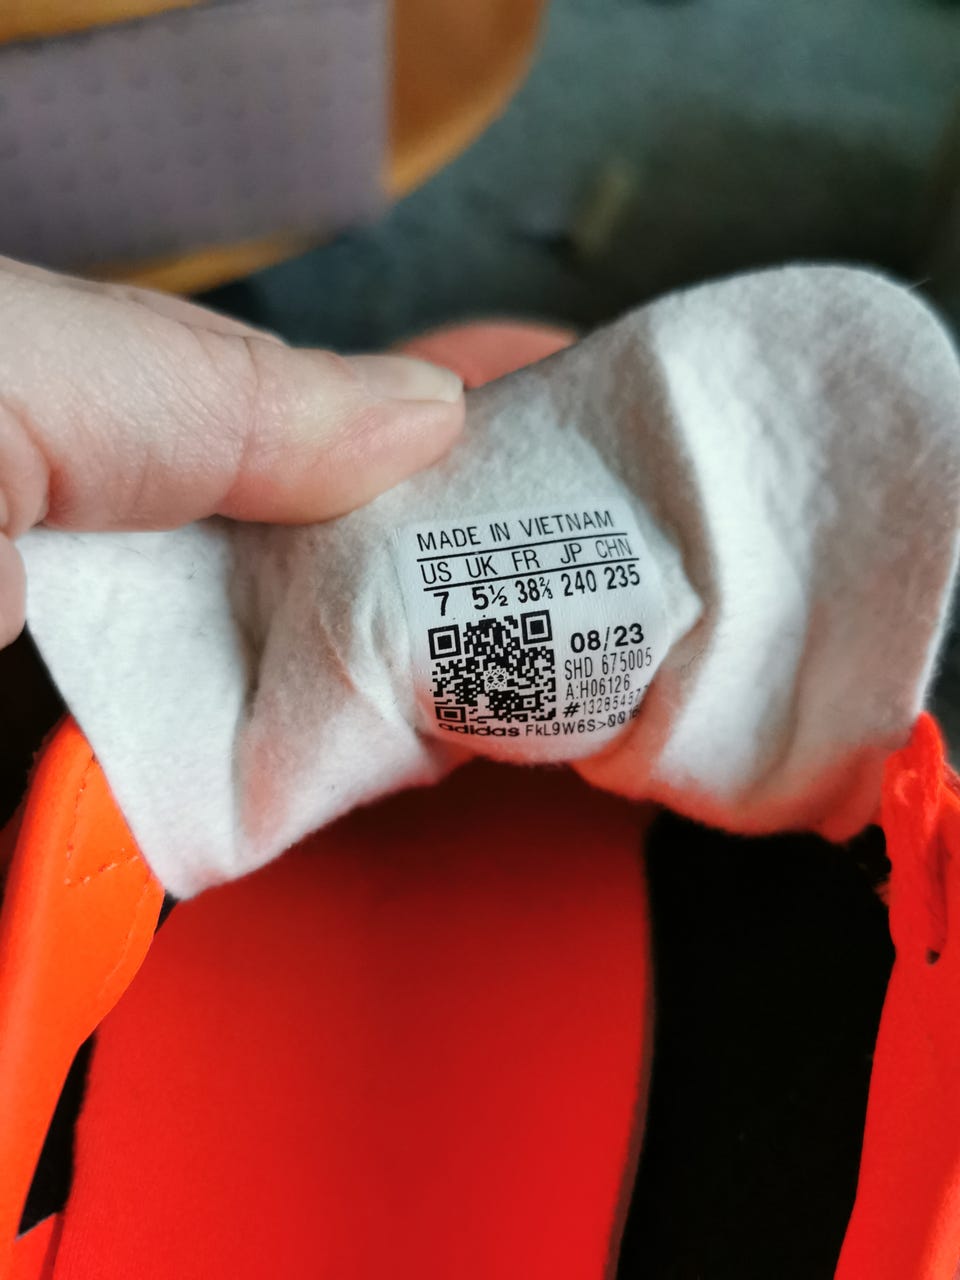 MADE IN VIETNAM
US UK FR JP CHN
7 5½ 38⅔ 240 235
08/23
SHD 675005
A:H06126
adidas